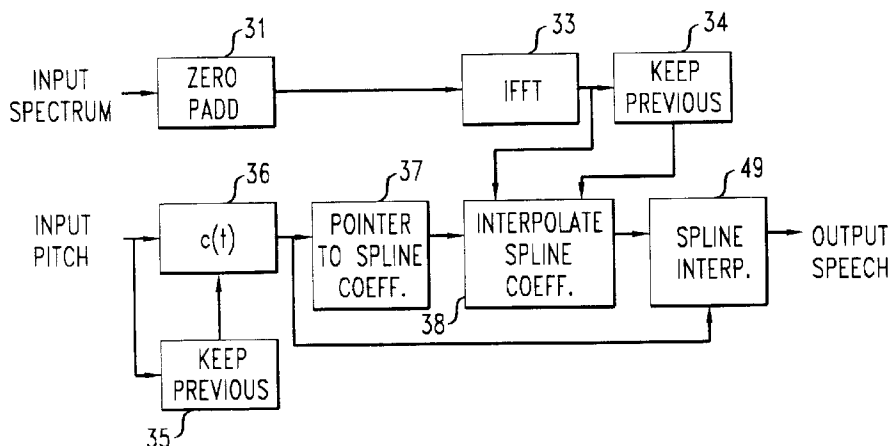 31
33
34
INPUT
SPECTRUM
ZERO
PADD
IFFT
KEEP
PREVIOUS
36
37
49
INPUT
PITCH
c(t)
POINTER
TO SPLINE
COEFF.
INTERPOLATE
SPLINE
COEFF.
SPLINE
INTERP.
OUTPUT
SPEECH
38
KEEP
PREVIOUS
35